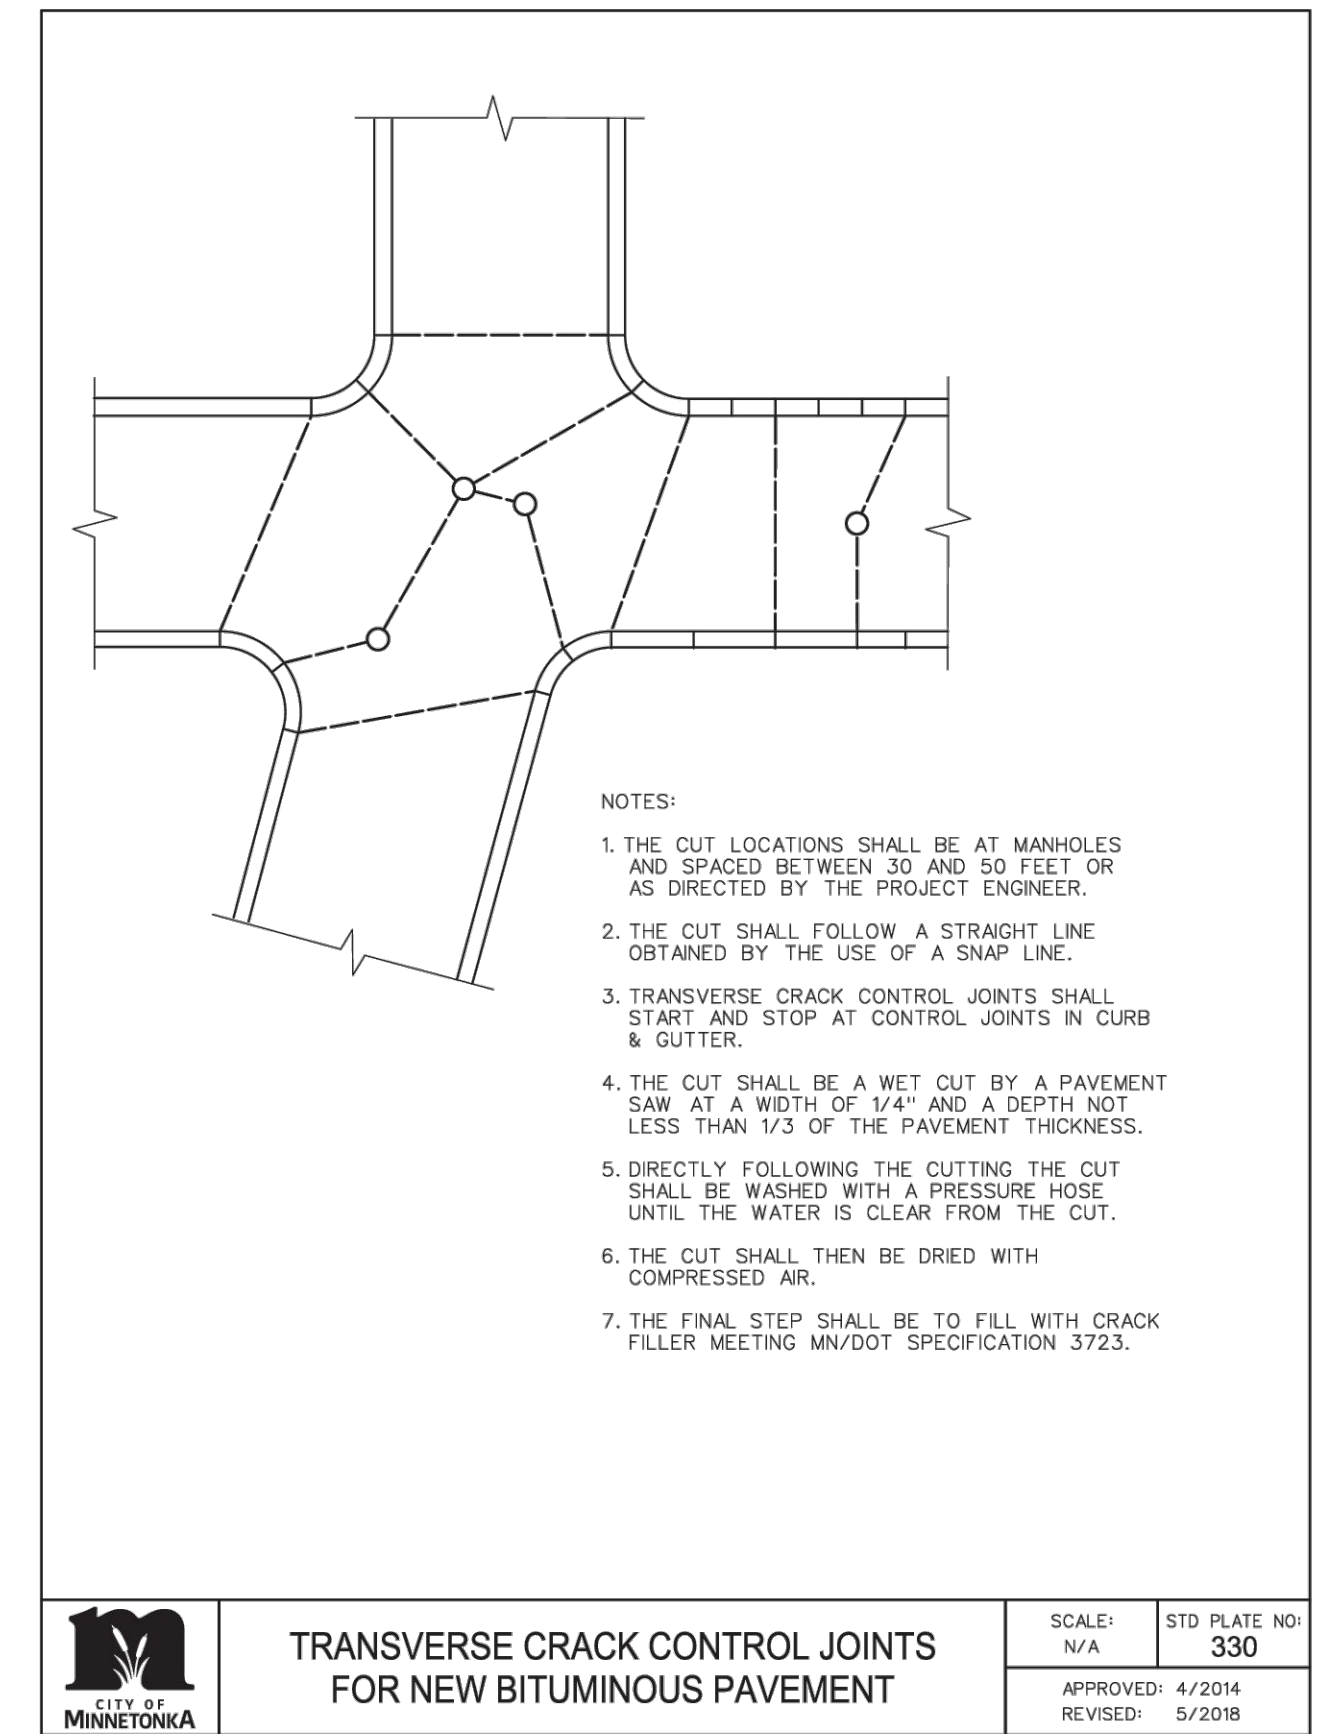 NOTES:
1. THE CUT LOCATIONS SHALL BE AT MANHOLES
AND SPACED BETWEEN 30 AND 50 FEET OR
AS DIRECTED BY THE PROJECT ENGINEER.
2. THE CUT SHALL FOLLOW A STRAIGHT LINE
OBTAINED BY THE USE OF A SNAP LINE.
3. TRANSVERSE CRACK CONTROL JOINTS SHALL
START AND STOP AT CONTROL JOINTS IN CURB
& GUTTER.
4. THE CUT SHALL BE A WET CUT BY A PAVEMENT
SAW AT A WIDTH OF 1/4" AND A DEPTH NOT
LESS THAN 1/3 OF THE PAVEMENT THICKNESS.
5. DIRECTLY FOLLOWING THE CUTTING THE CUT
SHALL BE WASHED WITH A PRESSURE HOSE
UNTIL THE WATER IS CLEAR FROM THE CUT.
6. THE CUT SHALL THEN BE DRIED WITH
COMPRESSED AIR.
7. THE FINAL STEP SHALL BE TO FILL WITH CRACK
FILLER MEETING MN/DOT SPECIFICATION 3723.
CITY OF
MINNETONKA
TRANSVERSE CRACK CONTROL JOINTS
FOR NEW BITUMINOUS PAVEMENT
SCALE:
N/A
STD PLATE NO:
330
APPROVED: 4/2014
REVISED: 5/2018